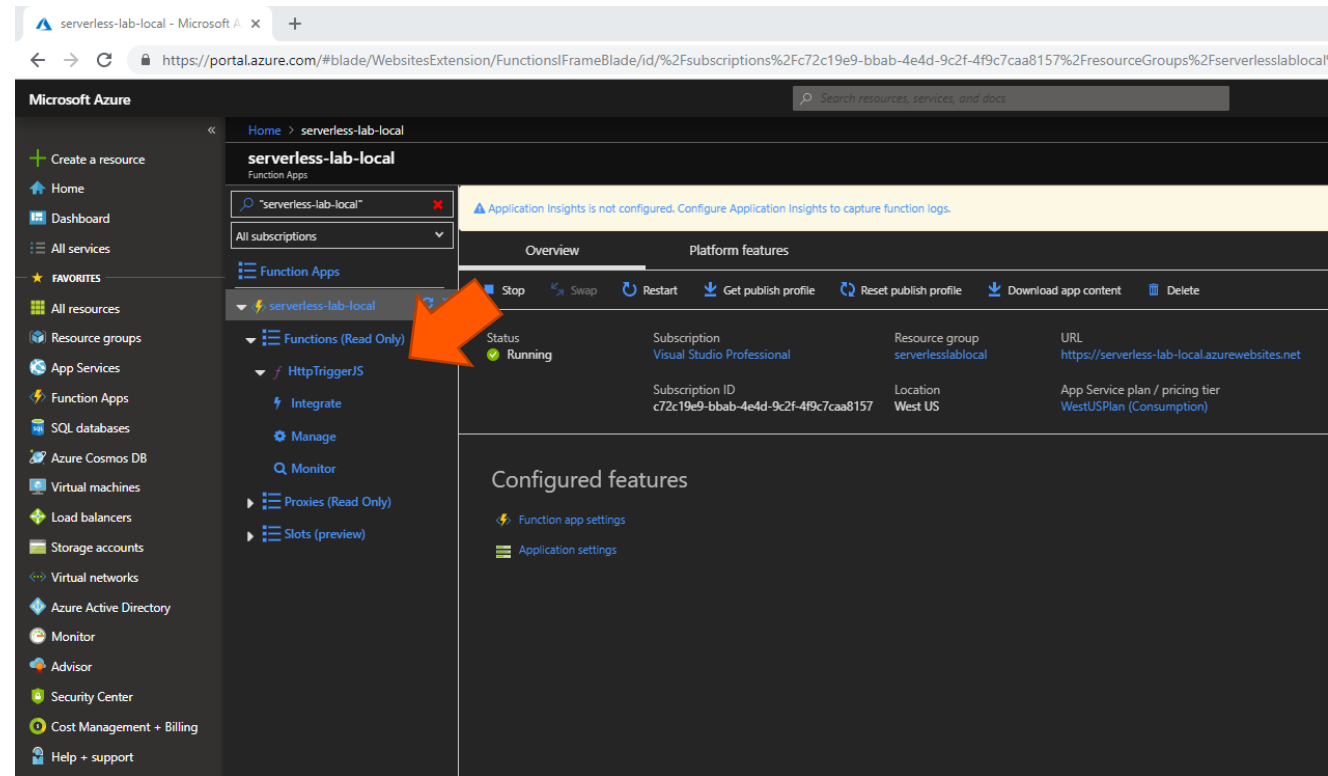 serverless-lab-local - Microsoft A
https://portal.azure.com/#blade/WebsitesExtension/FunctionsIFrameBlade/id/%2Fsubscriptions%2Fc72c19e9-bbab-4e4d-9c2f-4f9c7caa8157%2FresourceGroups%2Fserverlesslablocal
Microsoft Azure
Search resources, services, and docs
Create a resource
Home
Dashboard
All services
FAVORITES
All resources
Resource groups
App Services
Function Apps
SQL databases
Azure Cosmos DB
Virtual machines
Load balancers
Storage accounts
Virtual networks
Azure Active Directory
Monitor
Advisor
Security Center
Cost Management + Billing
Help + support
Home > serverless-lab-local
serverless-lab-local
Function Apps
"serverless-lab-local"
All subscriptions
Function Apps
serverless-lab-local
Functions (Read Only)
HttpTriggerJS
Integrate
Manage
Monitor
Proxies (Read Only)
Slots (preview)
Application Insights is not configured. Configure Application Insights to capture function logs.
Overview Platform features
Stop Swap Restart Get publish profile Reset publish profile Download app content Delete
Status Subscription Resource group URL
Running Visual Studio Professional serverlesslablocal https://serverless-lab-local.azurewebsites.net
Subscription ID Location App Service plan / pricing tier
c72c19e9-bbab-4e4d-9c2f-4f9c7caa8157 West US WestUSPlan (Consumption)
Configured features
Function app settings
Application settings